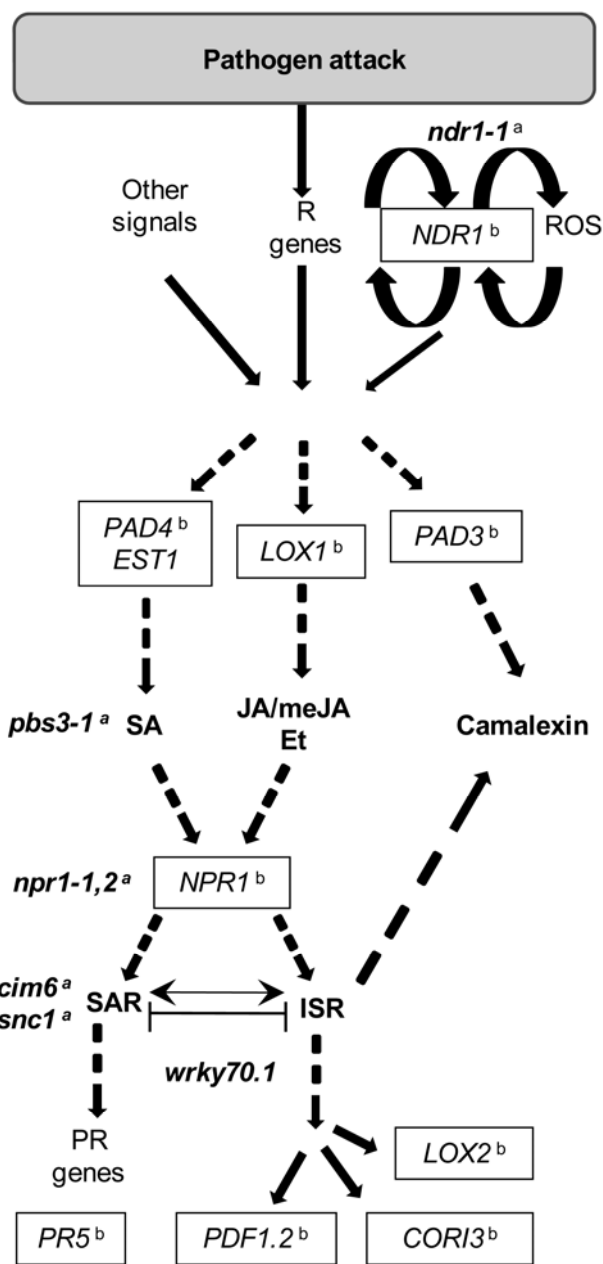 Pathogen attack
ndr1-1 a
Other
signals
R
genes
NDR1 b
ROS
PAD4 b
EST1
LOX1 b
PAD3 b
pbs3-1 a
SA
JA/meJA
Et
Camalexin
npr1-1,2 a
NPR1 b
cim6 a
snc1 a
SAR
ISR
wrky70.1
PR
genes
LOX2 b
PR5 b
PDF1.2 b
CORI3 b